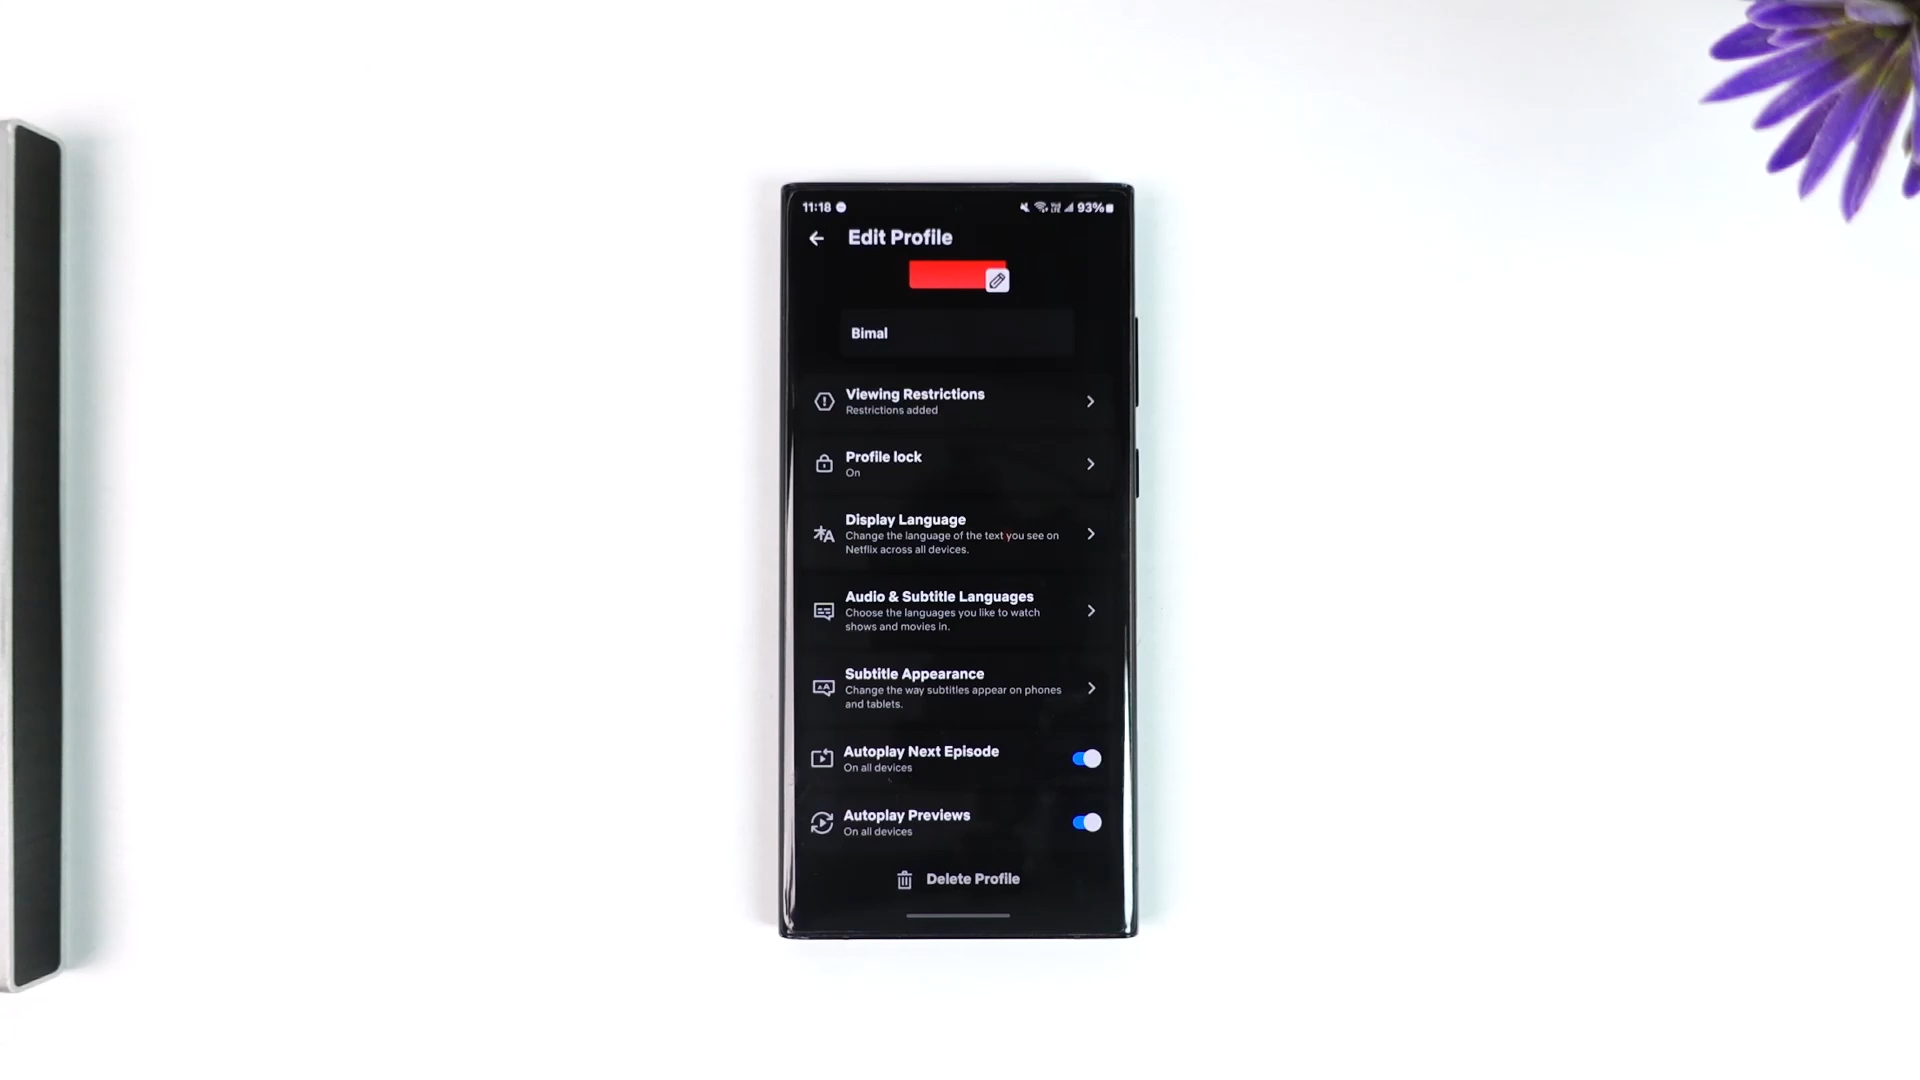 11:18
93%
Edit Profile
Bimal
Viewing Restrictions
Restrictions added
Profile lock
On
Display Language
Change the language of the text you see on
Netflix across all devices.
Audio & Subtitle Languages
Choose the languages you like to watch
shows and movies in.
Subtitle Appearance
Change the way subtitles appear on phones
and tablets.
Autoplay Next Episode
On all devices
Autoplay Previews
On all devices
Delete Profile